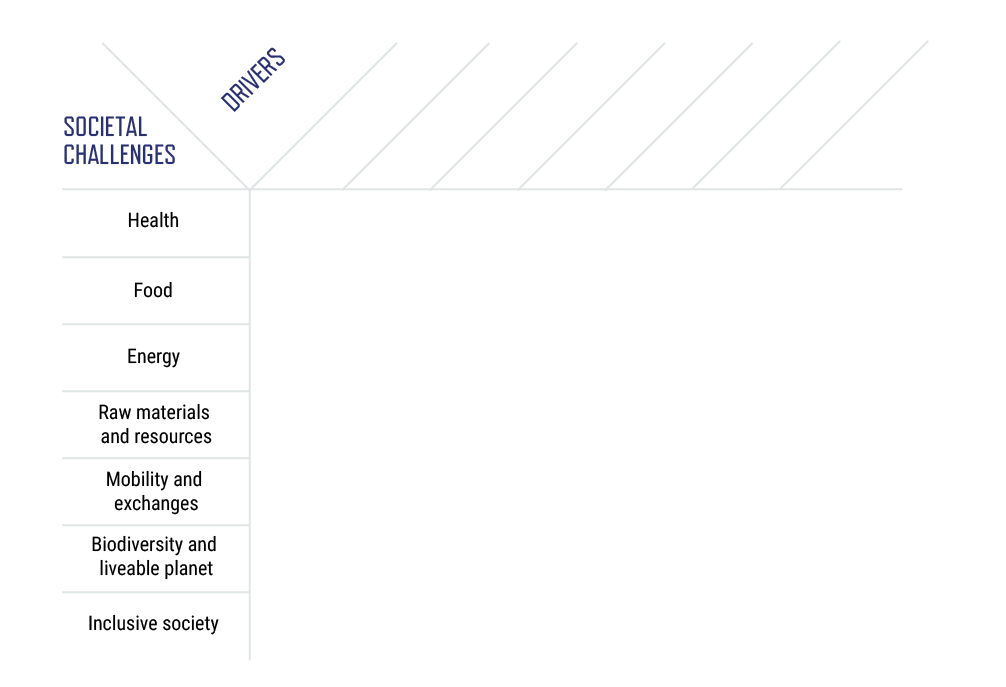 DRIVERS
SOCIETAL
CHALLENGES
Health
Food
Energy
Raw materials
and resources
Mobility and
exchanges
Biodiversity and
liveable planet
Inclusive society